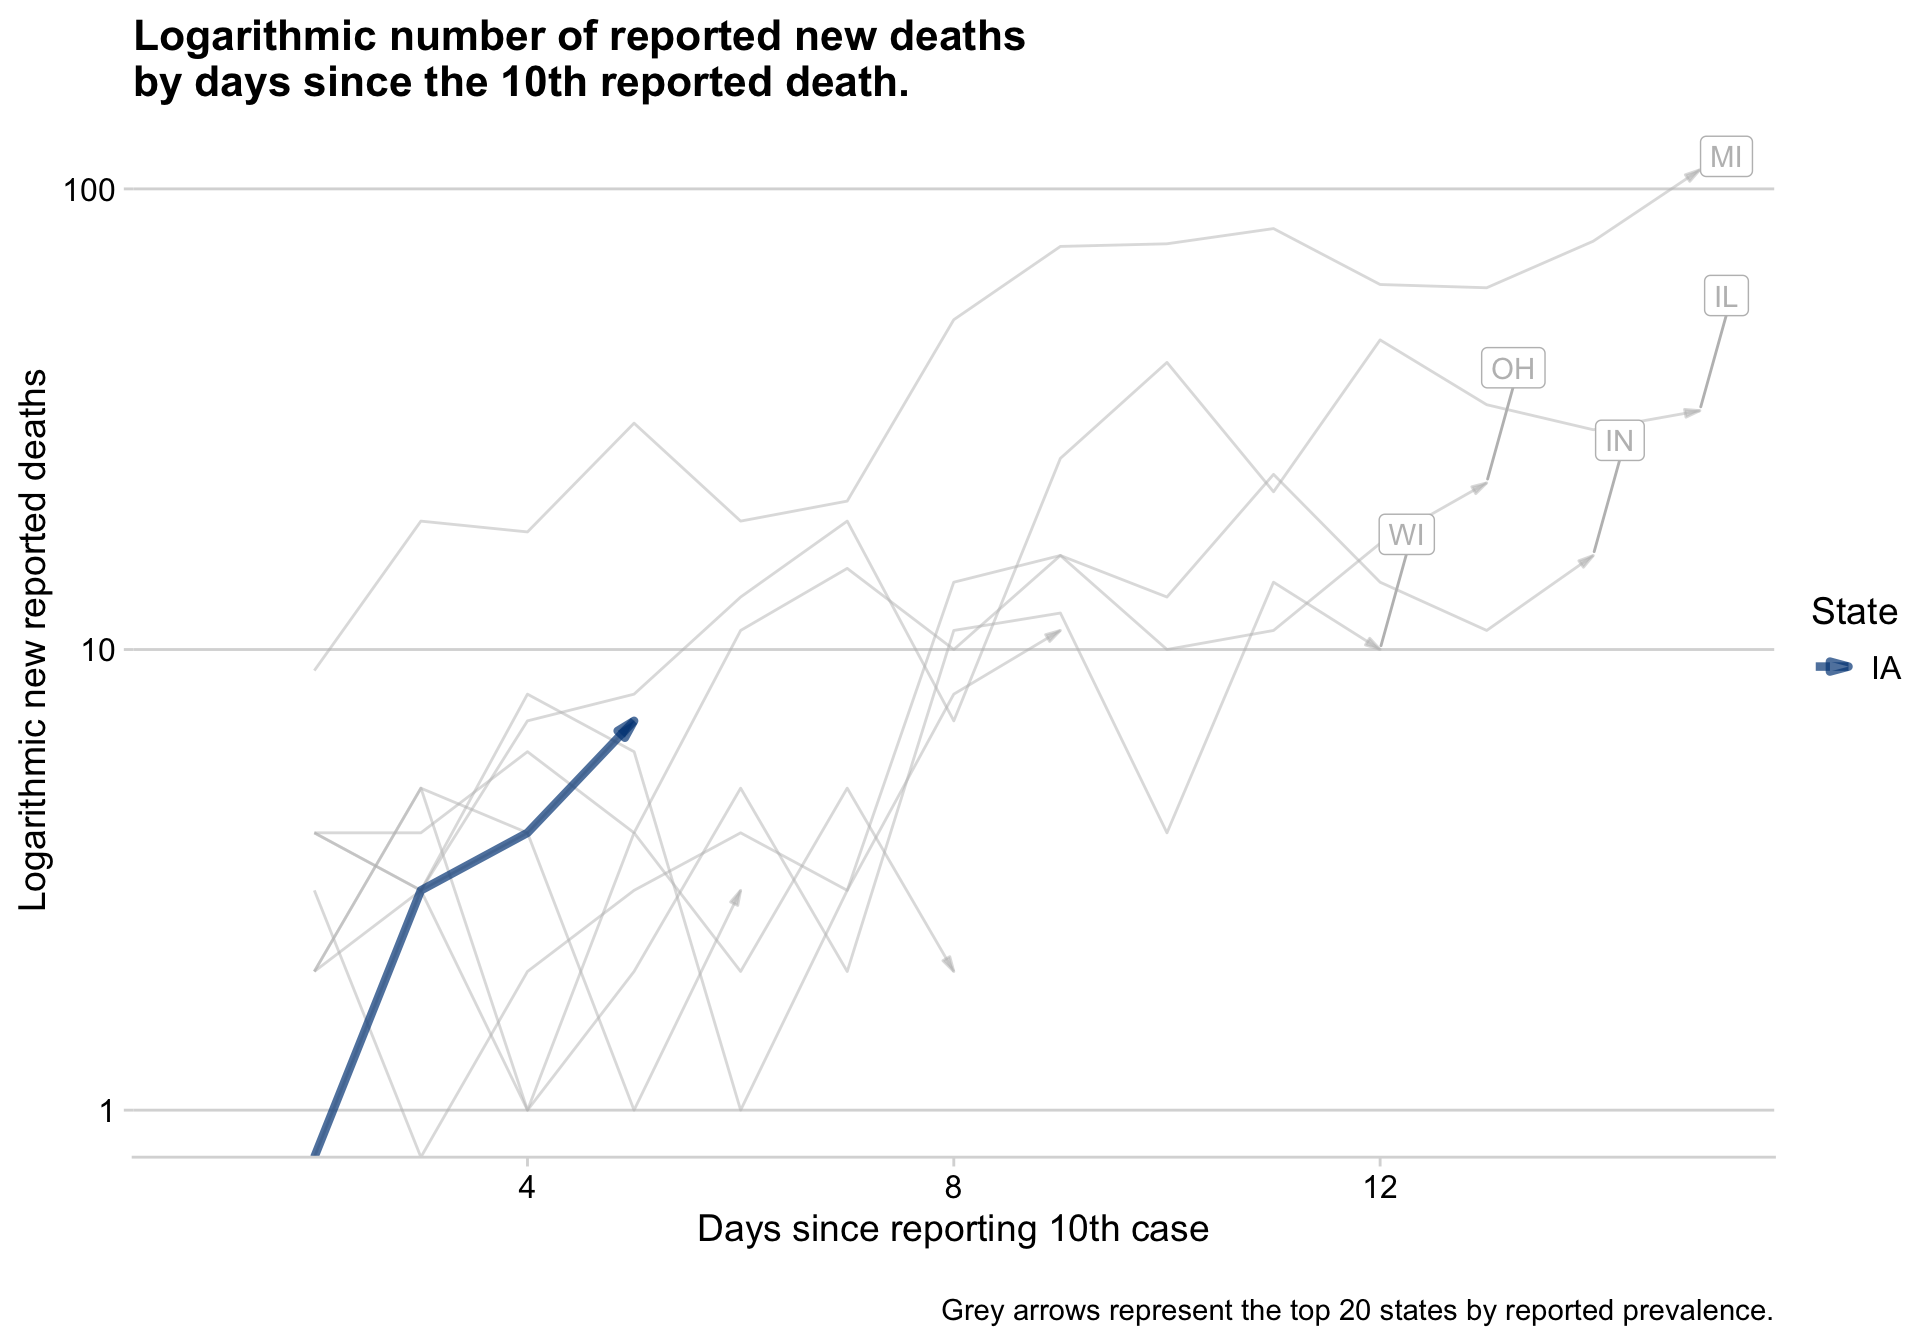 Logarithmic number of reported new deaths
by days since the 10th reported death.
Logarithmic new reported deaths
100
10
1
MI
IL
OH
IN
WI
State
IA
4
8
12
Days since reporting 10th case
Grey arrows represent the top 20 states by reported prevalence.